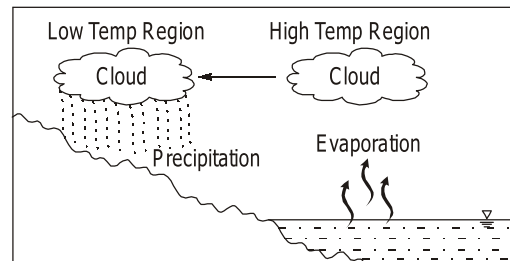 Low Temp Region
High Temp Region
Cloud
Cloud
Precipitation
Evaporation